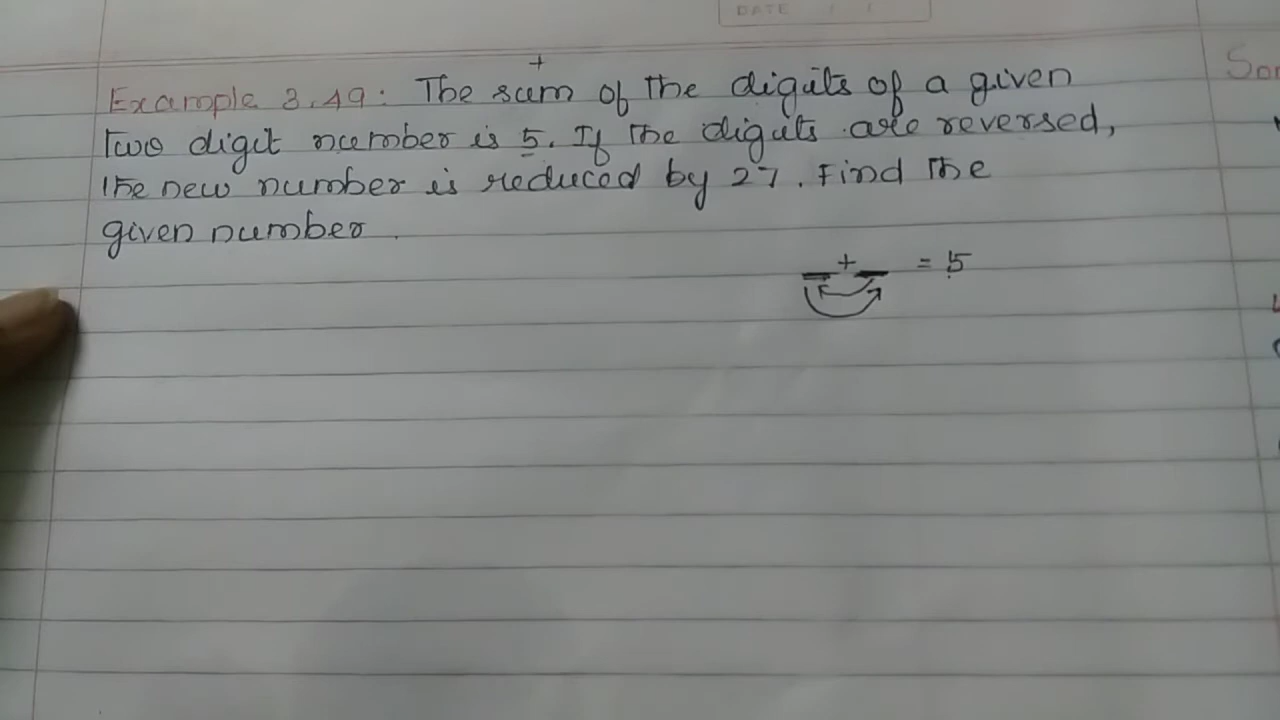 DATE / /
+
Example 3.49: The sum of the digits of a given
two digit number is 5. If the digits are reversed,
the new number is reduced by 27. Find the
given number.
+ = 5